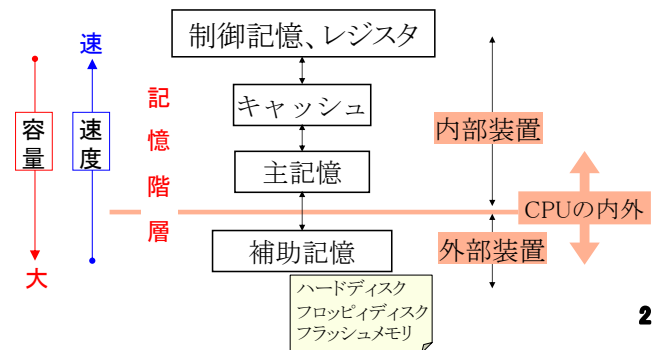 制御記憶、レジスタ
速
キャッシュ
記憶階層
容量
速度
内部装置
主記憶
CPUの内外
補助記憶
外部装置
大
ハードディスク
フロッピィディスク
フラッシュメモリ
2